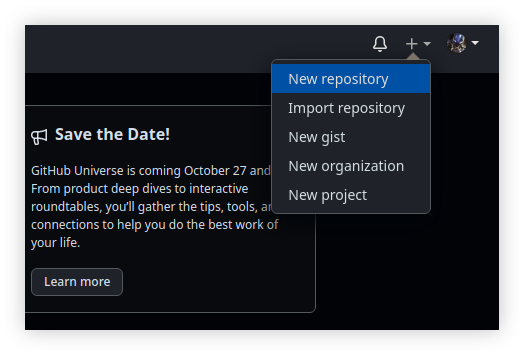 New repository
Import repository
New gist
New organization
New project
Save the Date!
GitHub Universe is coming October 27 and
From product deep dives to interactive
roundtables, you'll gather the tips, tools, an
connections to help you do the best work of
your life.
Learn more